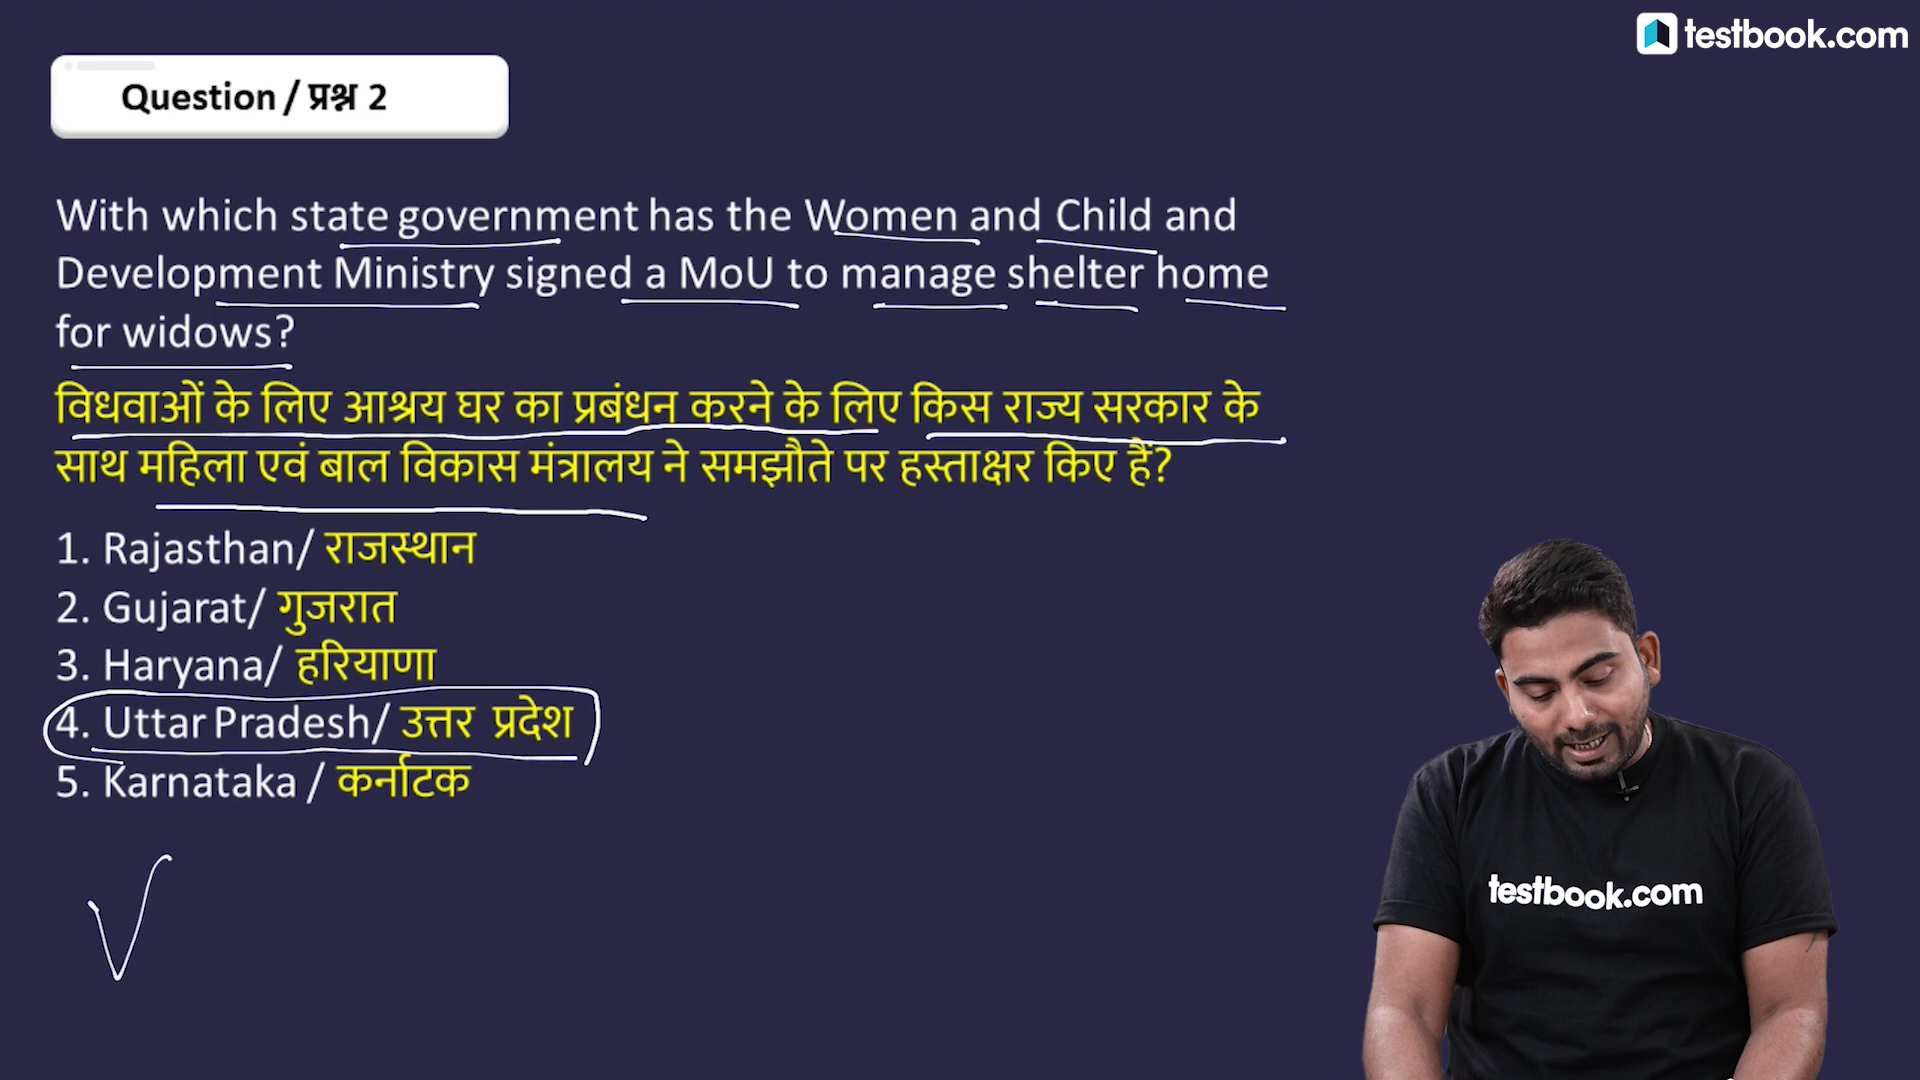 testbook.com
Question / प्रश्न 2
With which state government has the Women and Child and
Development Ministry signed a MoU to manage shelter home
for widows?
विधवाओं के लिए आश्रय घर का प्रबंधन करने के लिए किस राज्य सरकार के
साथ महिला एवं बाल विकास मंत्रालय ने समझौते पर हस्ताक्षर किए हैं?
1. Rajasthan/ राजस्थान
2. Gujarat/ गुजरात
3. Haryana/ हरियाणा
4. Uttar Pradesh/ उत्तर प्रदेश
5. Karnataka / कर्नाटक
testbook.com